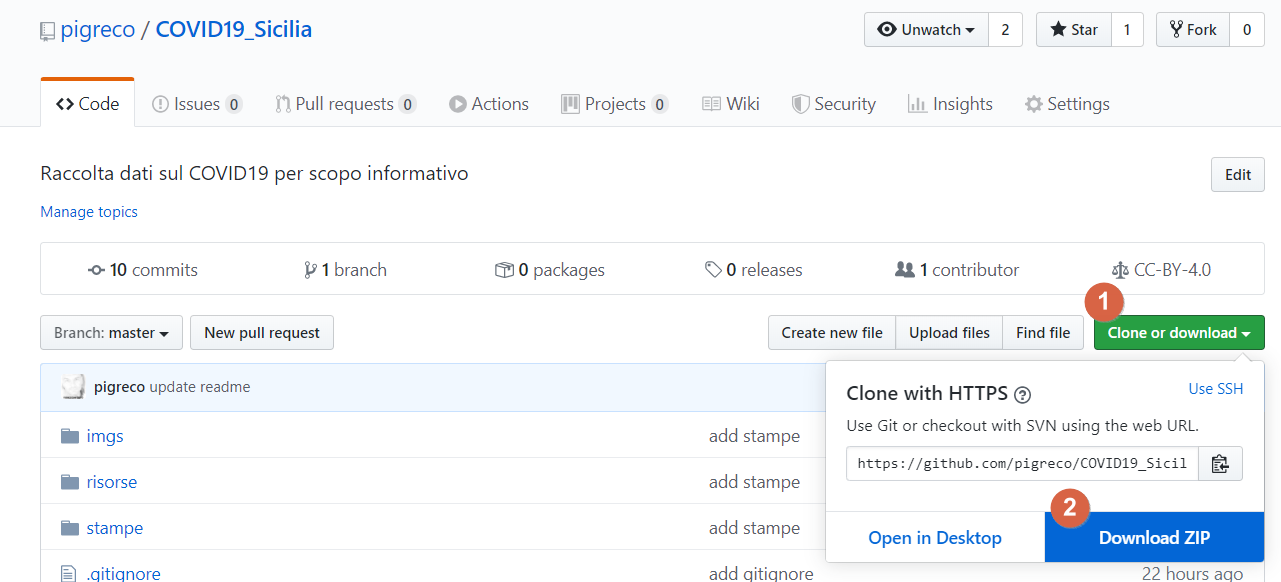 pigreco / COVID19_Sicilia
Unwatch 2 Star 1 Fork 0
Code Issues 0 Pull requests 0 Actions Projects 0 Wiki Security Insights Settings
Raccolta dati sul COVID19 per scopo informativo
Edit
Manage topics
10 commits 1 branch 0 packages 0 releases 1 contributor CC-BY-4.0
1
Branch: master New pull request Create new file Upload files Find file Clone or download
pigreco update readme
Clone with HTTPS ? Use SSH
Use Git or checkout with SVN using the web URL.
imgs add stampe
https://github.com/pigreco/COVID19_Sicil
risorse add stampe
2
stampe add stampe
Open in Desktop Download ZIP
.gitignore add gitignore 22 hours ago